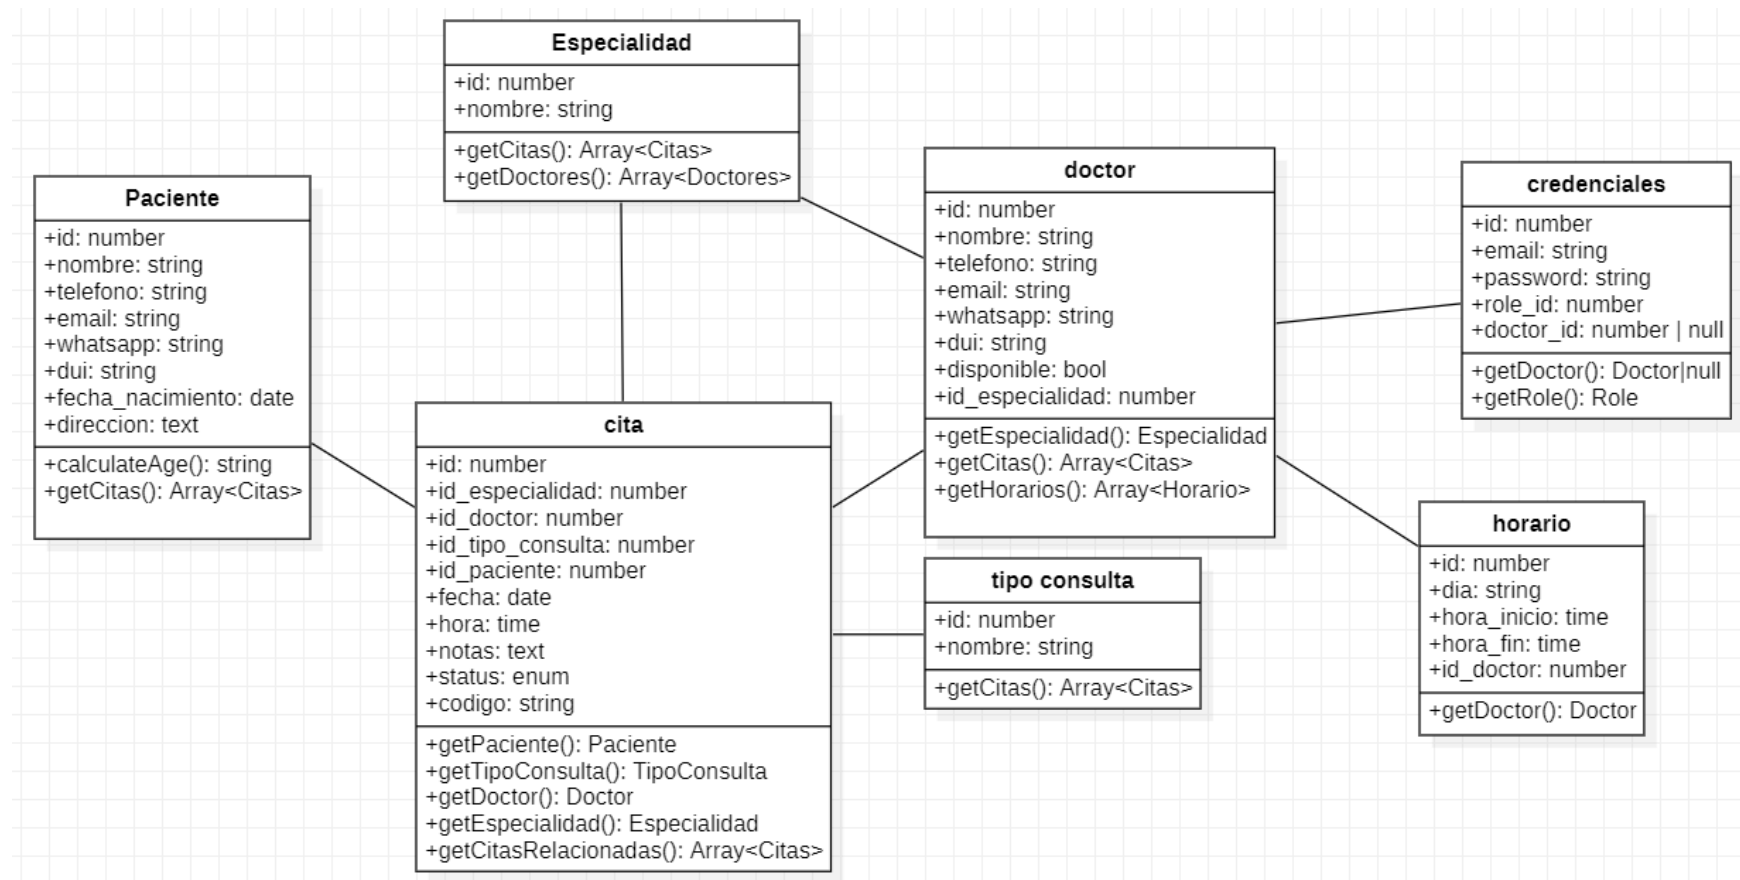 Especialidad
+id: number
+nombre: string
+getCitas(): Array<Citas>
+getDoctores(): Array<Doctores>
Paciente
+id: number
+nombre: string
+telefono: string
+email: string
+whatsapp: string
+dui: string
+fecha_nacimiento: date
+direccion: text
+calculateAge(): string
+getCitas(): Array<Citas>
cita
+id: number
+id_especialidad: number
+id_doctor: number
+id_tipo_consulta: number
+id_paciente: number
+fecha: date
+hora: time
+notas: text
+status: enum
+codigo: string
+getPaciente(): Paciente
+getTipoConsulta(): TipoConsulta
+getDoctor(): Doctor
+getEspecialidad(): Especialidad
+getCitasRelacionadas(): Array<Citas>
doctor
+id: number
+nombre: string
+telefono: string
+email: string
+whatsapp: string
+dui: string
+disponible: bool
+id_especialidad: number
+getEspecialidad(): Especialidad
+getCitas(): Array<Citas>
+getHorarios(): Array<Horario>
tipo consulta
+id: number
+nombre: string
+getCitas(): Array<Citas>
credenciales
+id: number
+email: string
+password: string
+role_id: number
+doctor_id: number | null
+getDoctor(): Doctor|null
+getRole(): Role
horario
+id: number
+dia: string
+hora_inicio: time
+hora_fin: time
+id_doctor: number
+getDoctor(): Doctor